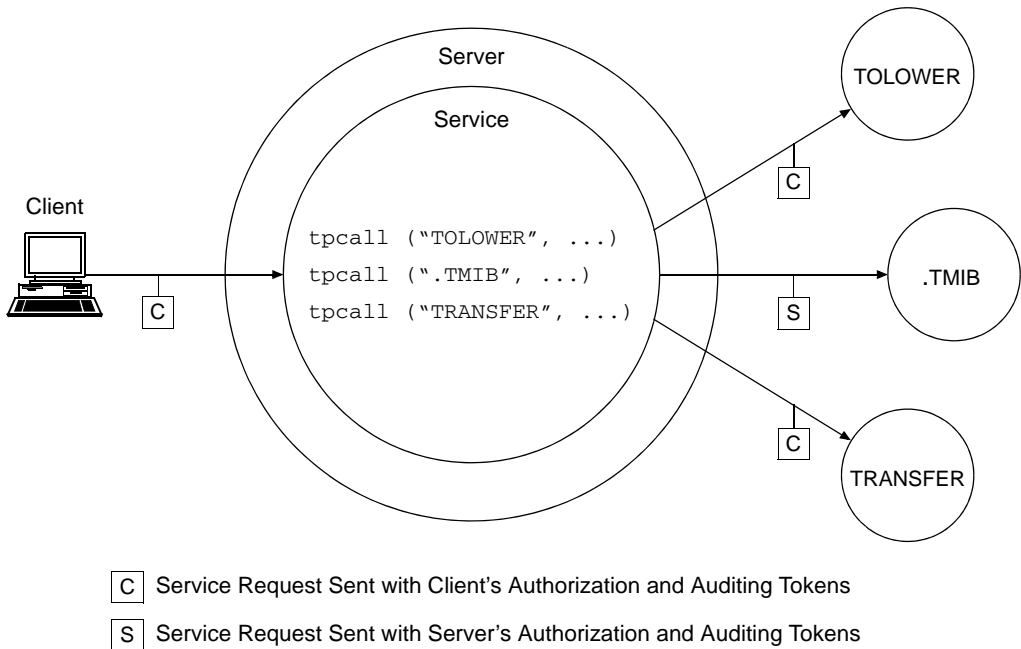 Server
Service
TOLOWER
C
Client
tpcall (“TOLOWER”, ...)
tpcall (“.TMIB”, ...)
tpcall (“TRANSFER”, ...)
C
.TMIB
S
C
TRANSFER
C Service Request Sent with Client’s Authorization and Auditing Tokens
S Service Request Sent with Server’s Authorization and Auditing Tokens